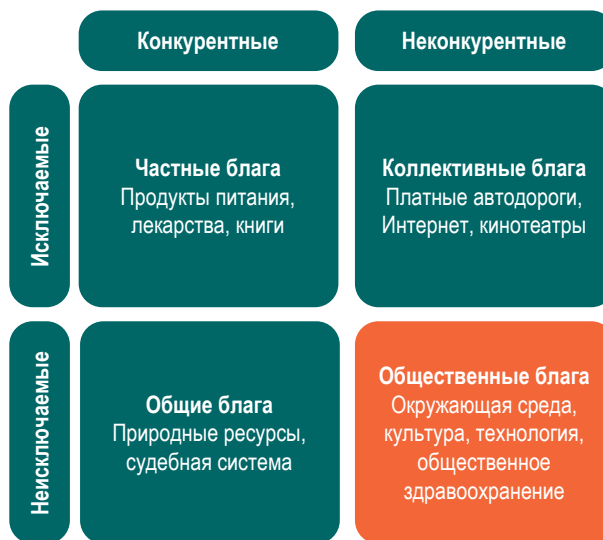 Конкурентные
Неконкурентные
Исключаемые
Частные блага
Продукты питания,
лекарства, книги
Коллективные блага
Платные автодороги,
Интернет, кинотеатры
Неисключаемые
Общие блага
Природные ресурсы,
судебная система
Общественные блага
Окружающая среда,
культура, технология,
общественное
здравоохранение